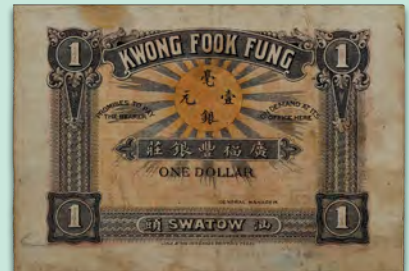 1 KWONG FOOK FUNG 1
毫
元 壹
銀
PROMISES TO PAY
THE BEARER
ON DEMAND AT ITS
OFFICE HERE
莊銀豐福廣
ONE DOLLAR
GENERAL MANAGER
1 頭 SWATOW 汕 1